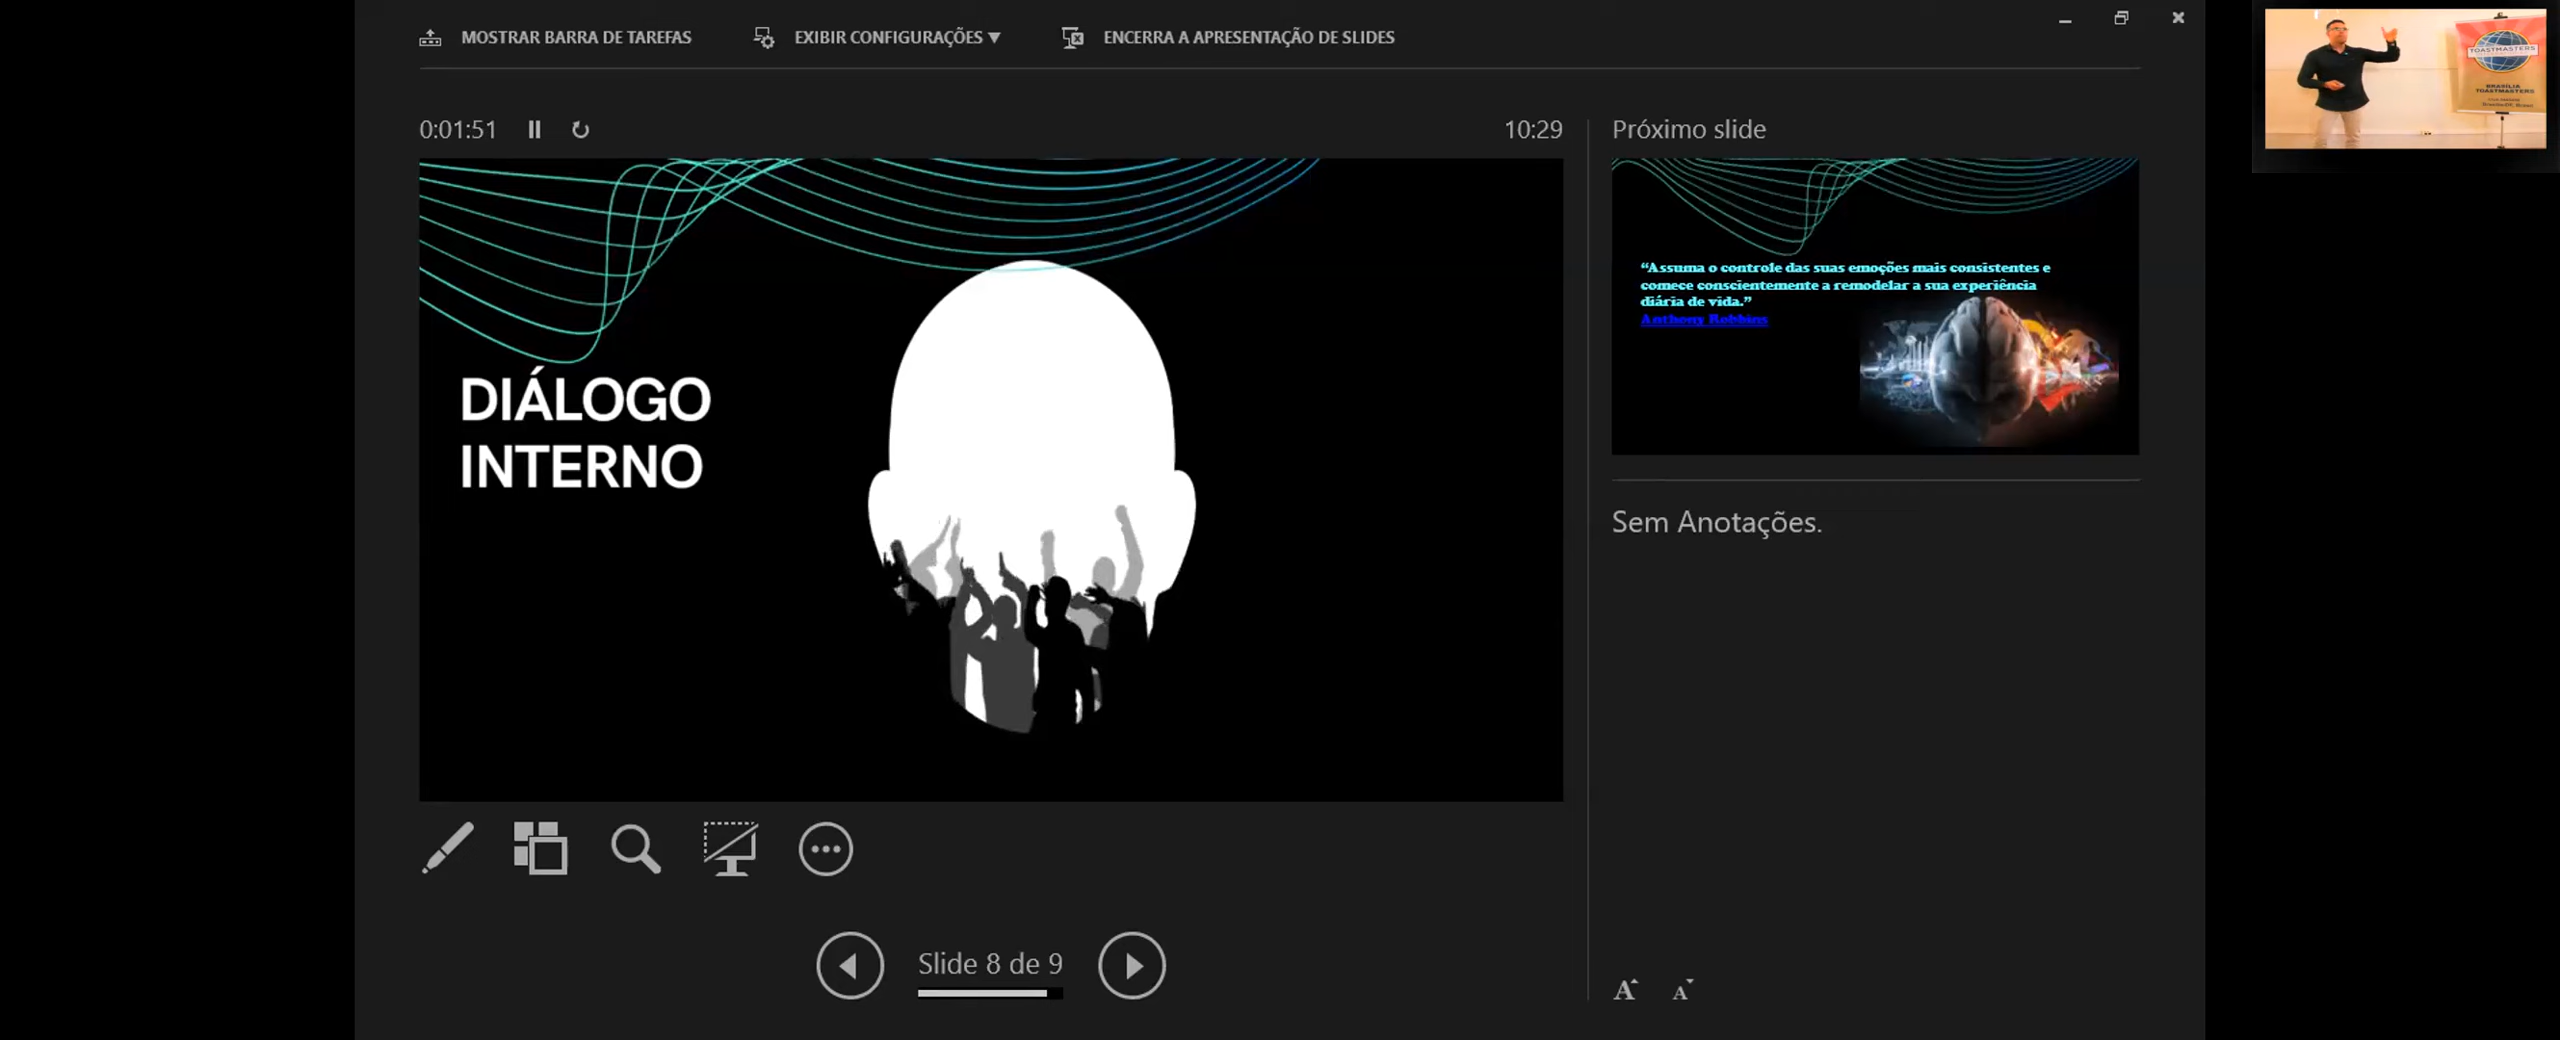 MOSTRAR BARRA DE TAREFAS
EXIBIR CONFIGURAÇÕES ▼
ENCERRA A APRESENTAÇÃO DE SLIDES
0:01:51
10:29
DIÁLOGO
INTERNO
Slide 8 de 9
Próximo slide
“Assuma o controle das suas emoções mais consistentes e
comece conscientemente a remodelar a sua experiência
diária de vida.”
Anthony Robbins
Sem Anotações.
A A
TOASTMASTERS
BRASÍLIA
TOASTMASTERS